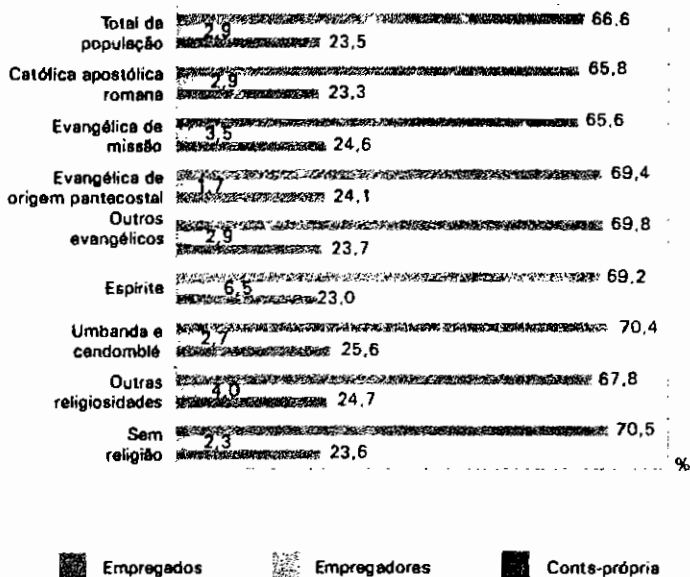 Total da
população
66,6
2,9
23,5
Católica apostólica
romana
65,8
2,9
23,3
Evangélica de
missão
65,6
3,5
24,6
Evangélica de
origem pantecostal
69,4
1,7
24,1
Outros
evangélicos
69,8
2,9
23,7
Espírite
69,2
6,5
23,0
Umbanda e
candomblé
70,4
2,7
25,6
Outras
religiosidades
67,8
4,0
24,7
Sem
religião
70,5
2,3
23,6
%
Empregados
Empregadores
Conta-própria